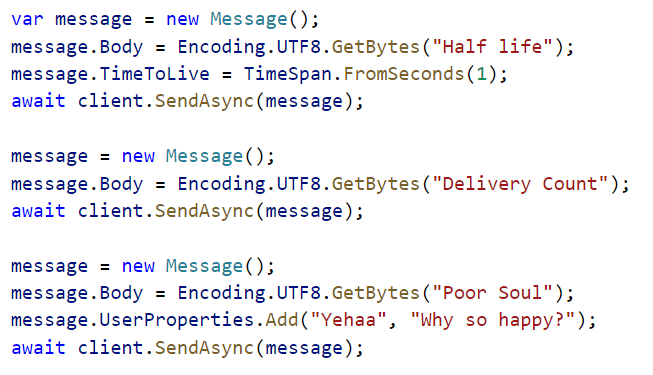 var message = new Message();
message.Body = Encoding.UTF8.GetBytes("Half life");
message.TimeToLive = TimeSpan.FromSeconds(1);
await client.SendAsync(message);

message = new Message();
message.Body = Encoding.UTF8.GetBytes("Delivery Count");
await client.SendAsync(message);

message = new Message();
message.Body = Encoding.UTF8.GetBytes("Poor Soul");
message.UserProperties.Add("Yehaa", "Why so happy?");
await client.SendAsync(message);